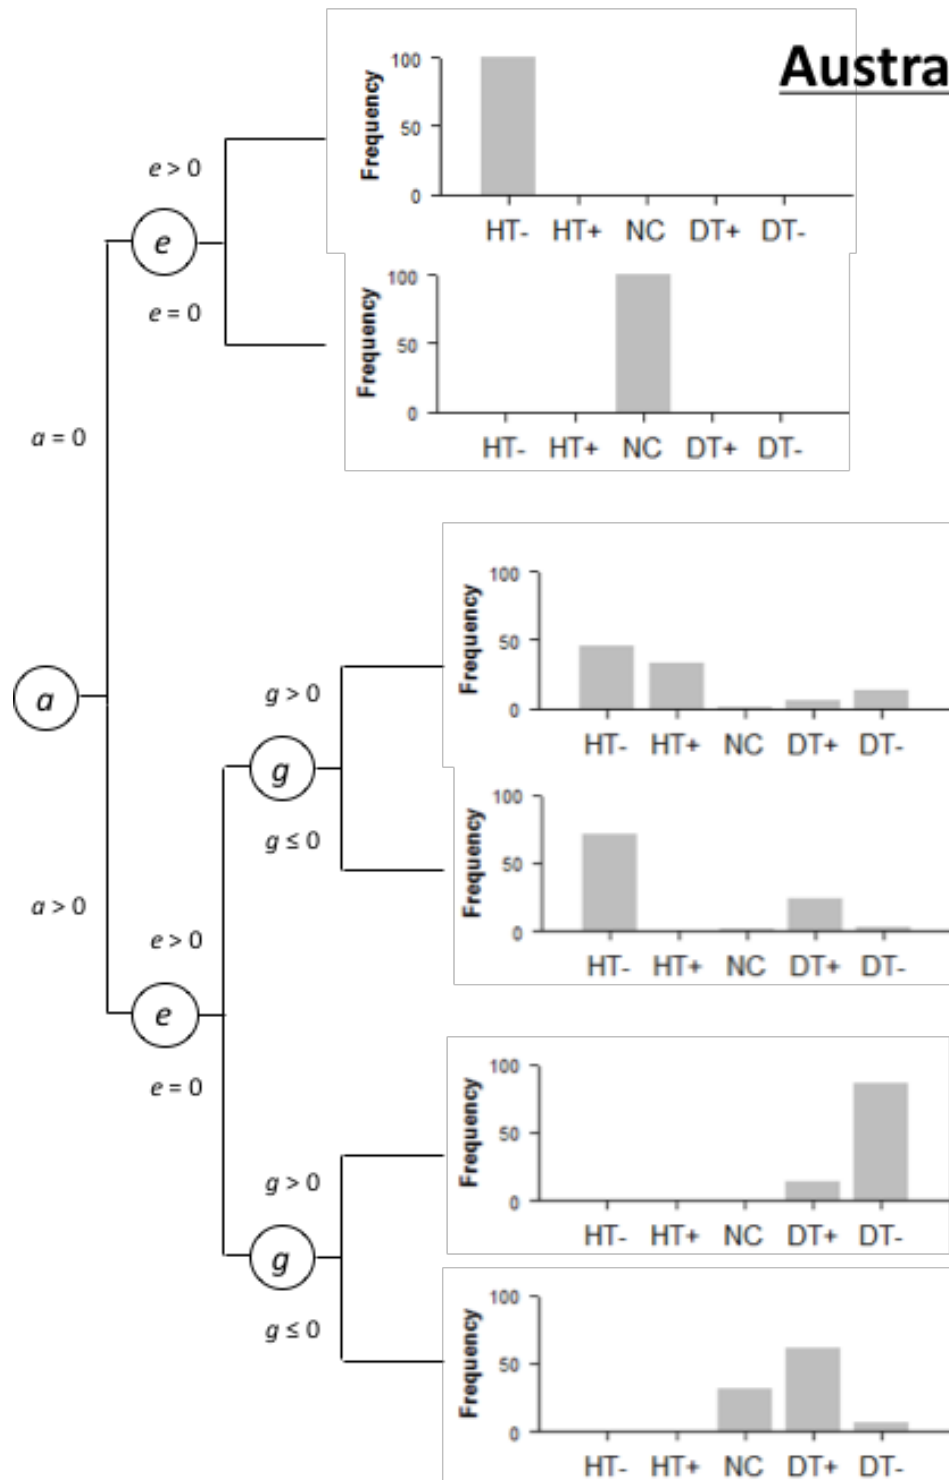 Austra
100
50
0
Frequency
HT- HT+ NC DT+ DT-
e > 0
e
e = 0
100
50
0
Frequency
HT- HT+ NC DT+ DT-
a = 0
100
50
0
Frequency
HT- HT+ NC DT+ DT-
a
g > 0
g
g ≤ 0
100
50
0
Frequency
HT- HT+ NC DT+ DT-
a > 0
e > 0
e
e = 0
100
50
0
Frequency
HT- HT+ NC DT+ DT-
g > 0
g
g ≤ 0
100
50
0
Frequency
HT- HT+ NC DT+ DT-